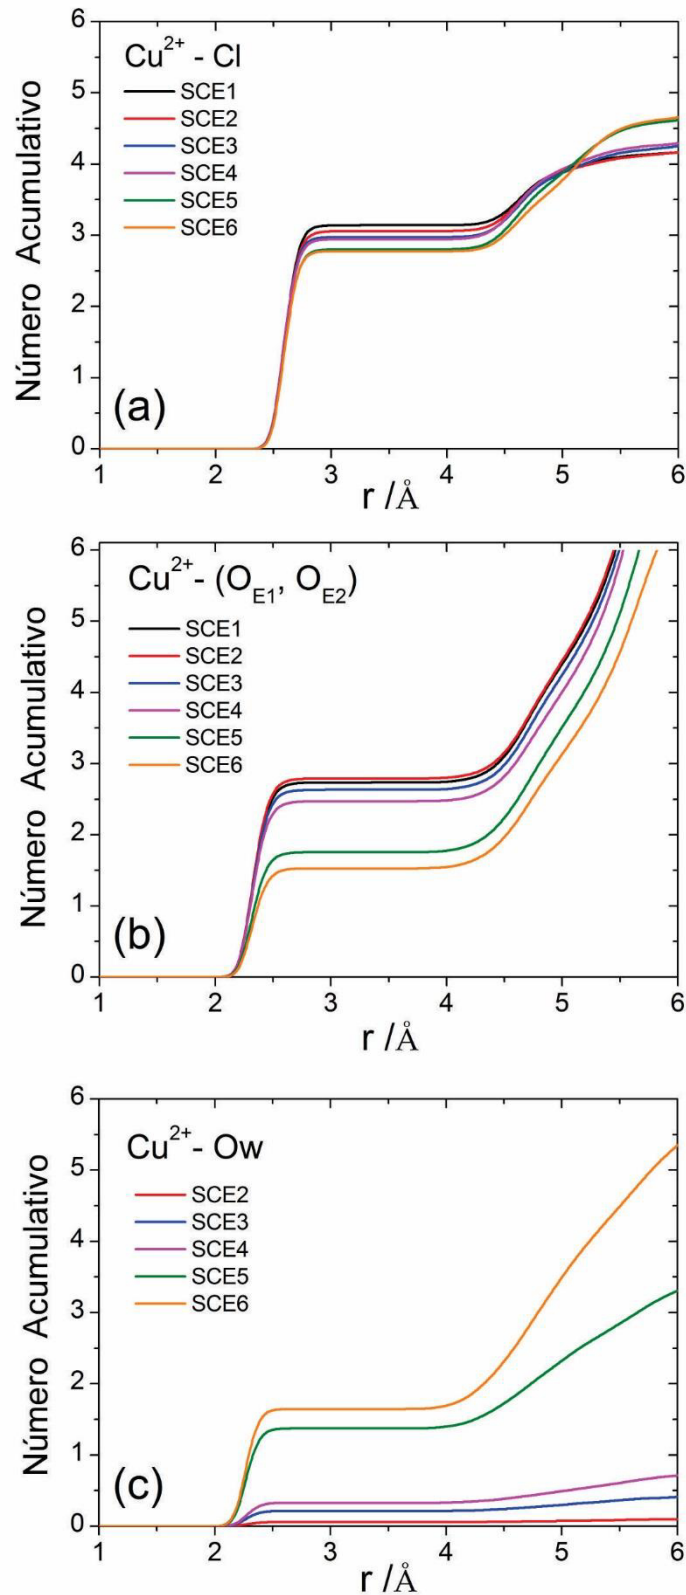 Cu²⁺ - Cl
SCE1
SCE2
SCE3
SCE4
SCE5
SCE6
Número Acumulativo
6
5
4
3
2
1
0
(a)
1 2 3 4 5 6
r /Å
Cu²⁺ - (O_E1, O_E2)
SCE1
SCE2
SCE3
SCE4
SCE5
SCE6
Número Acumulativo
6
5
4
3
2
1
0
(b)
1 2 3 4 5 6
r /Å
Cu²⁺ - Ow
SCE2
SCE3
SCE4
SCE5
SCE6
Número Acumulativo
6
5
4
3
2
1
0
(c)
1 2 3 4 5 6
r /Å